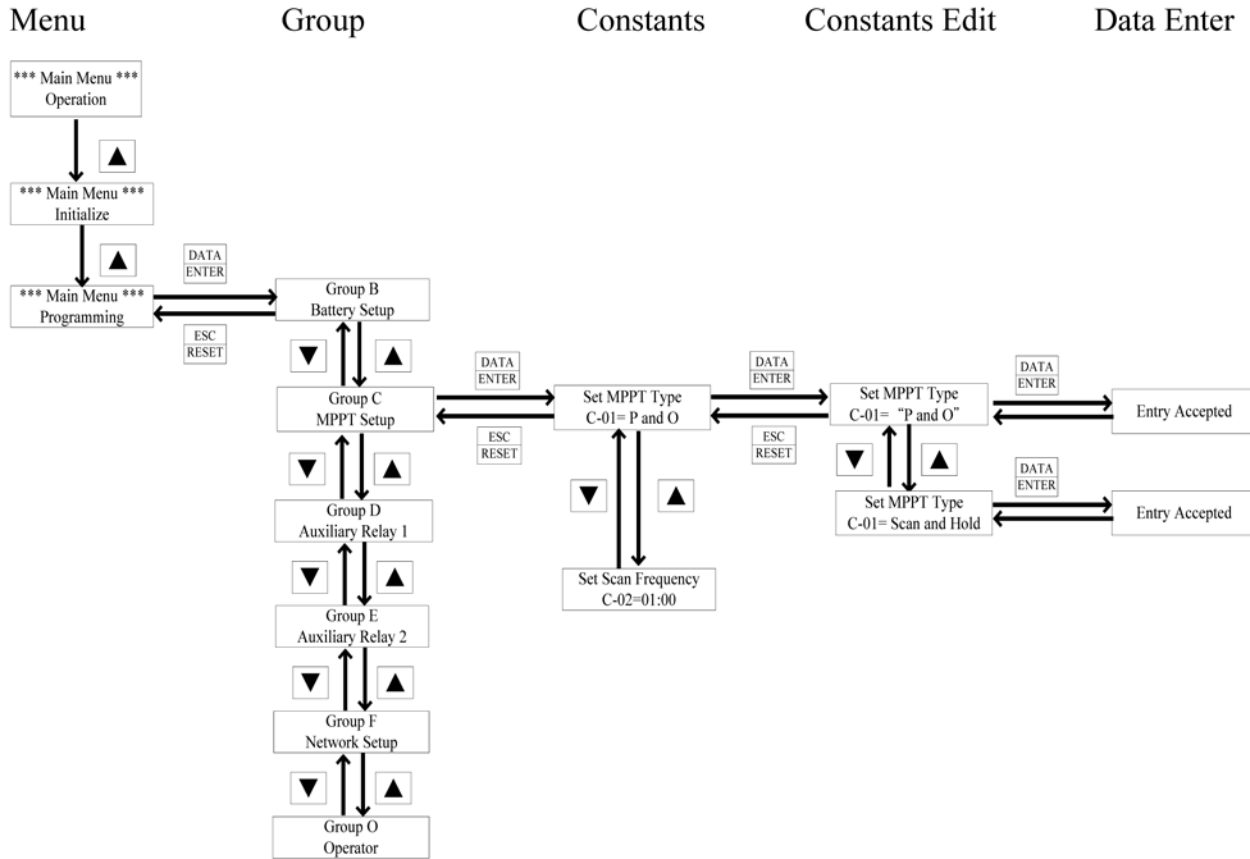 Menu
Group
Constants
Constants Edit
Data Enter
*** Main Menu ***
Operation
*** Main Menu ***
Initialize
*** Main Menu ***
Programming
DATA
ENTER
ESC
RESET
Group B
Battery Setup
Group C
MPPT Setup
Group D
Auxiliary Relay 1
Group E
Auxiliary Relay 2
Group F
Network Setup
Group O
Operator
DATA
ENTER
ESC
RESET
Set MPPT Type
C-01= P and O
Set Scan Frequency
C-02=01:00
DATA
ENTER
ESC
RESET
Set MPPT Type
C-01= “P and O”
Set MPPT Type
C-01= Scan and Hold
DATA
ENTER
Entry Accepted
DATA
ENTER
Entry Accepted